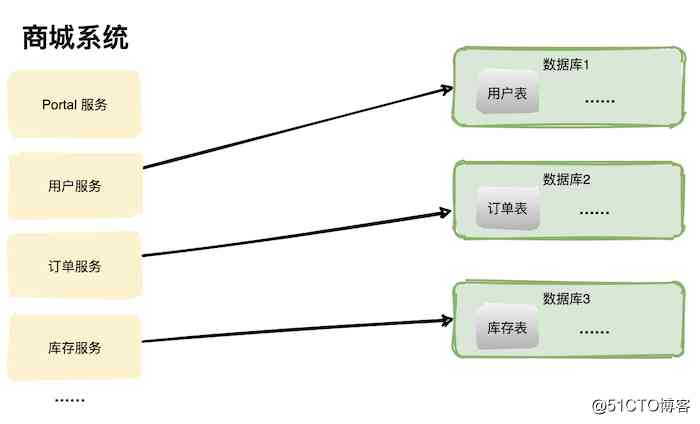 商城系统
Portal 服务
用户服务
订单服务
库存服务
......
数据库1
用户表
......
数据库2
订单表
......
数据库3
库存表
......
@51CTO博客